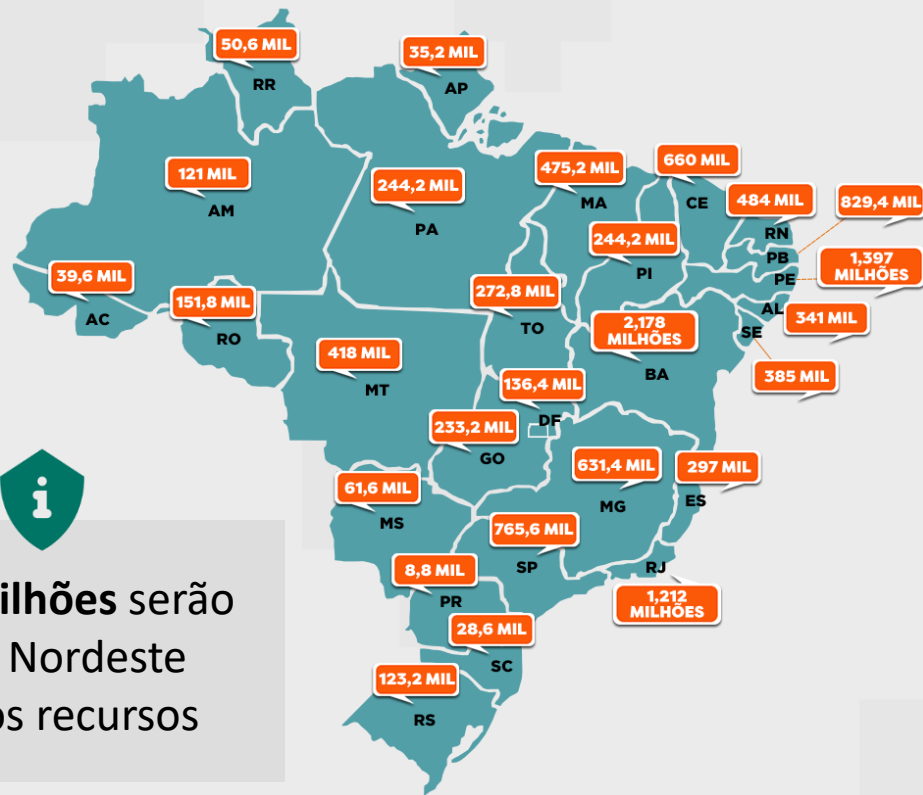 50,6 MIL
RR
35,2 MIL
AP
121 MIL
AM
244,2 MIL
PA
475,2 MIL
MA
660 MIL
CE
484 MIL
RN
829,4 MIL
PB
1,397
MILHÕES
PE
244,2 MIL
PI
39,6 MIL
AC
151,8 MIL
RO
272,8 MIL
TO
341 MIL
AL
SE
385 MIL
2,178
MILHÕES
BA
418 MIL
MT
136,4 MIL
DF
233,2 MIL
GO
631,4 MIL
MG
297 MIL
ES
61,6 MIL
MS
765,6 MIL
SP
RJ
1,212
MILHÕES
8,8 MIL
PR
28,6 MIL
SC
123,2 MIL
RS
i
serão
Nordeste
recursos